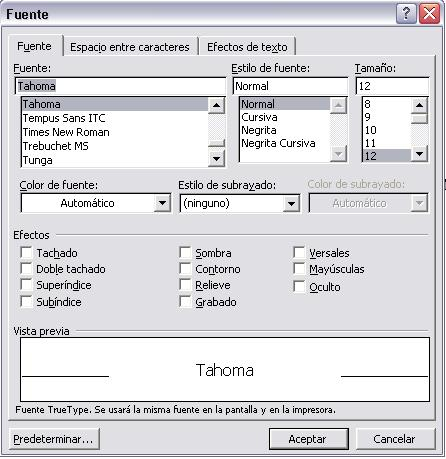 Fuente
Fuente Espacio entre caracteres Efectos de texto
Fuente: Estilo de fuente: Tamaño:
Tahoma Normal 12
Tahoma Normal 8
Tempus Sans ITC Cursiva 9
Times New Roman Negrita 10
Trebuchet MS Negrita Cursiva 11
Tunga 12
Color de fuente: Estilo de subrayado: Color de subrayado:
Automático (ninguno) Automático
Efectos
Tachado Sombra Versales
Doble tachado Contorno Mayúsculas
Superíndice Relieve Oculto
Subíndice Grabado
Vista previa
Tahoma
Fuente TrueType. Se usará la misma fuente en la pantalla y en la impresora.
Predeterminar... Aceptar Cancelar